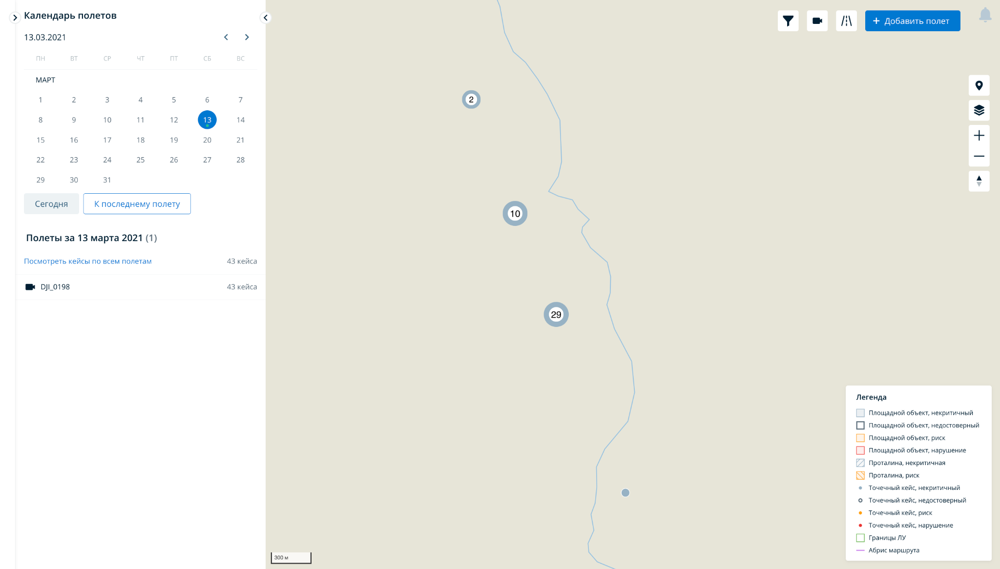 Календарь полетов
13.03.2021
ПН ВТ СР ЧТ ПТ СБ ВС
МАРТ
1 2 3 4 5 6 7
8 9 10 11 12 13 14
15 16 17 18 19 20 21
22 23 24 25 26 27 28
29 30 31
Сегодня К последнему полету
Полеты за 13 марта 2021 (1)
Посмотреть кейсы по всем полетам 43 кейса
DJI_0198 43 кейса
+ Добавить полет
2
10
29
300 м
Легенда
Площадной объект, некритичный
Площадной объект, недостоверный
Площадной объект, риск
Площадной объект, нарушение
Проталина, некритичная
Проталина, риск
Точечный кейс, некритичный
Точечный кейс, недостоверный
Точечный кейс, риск
Точечный кейс, нарушение
Границы ЛУ
Абрис маршрута